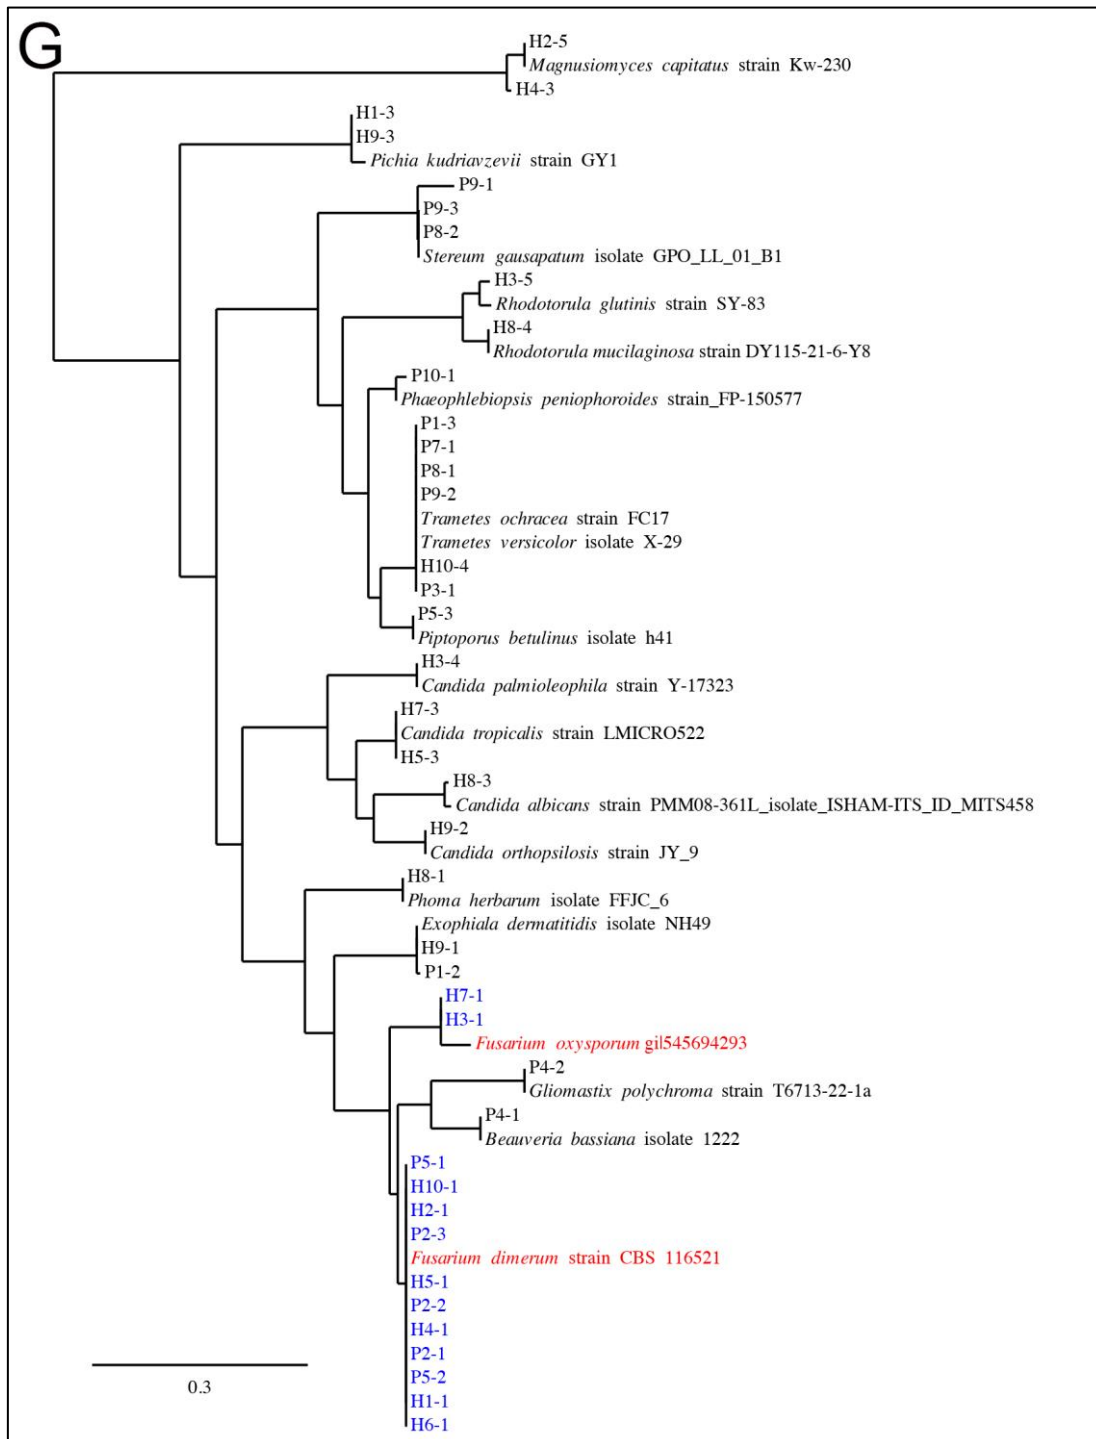 G
H2-5
Magnusiomyces capitatus strain Kw-230
H4-3
H1-3
H9-3
Pichia kudriavzevii strain GY1
P9-1
P9-3
P8-2
Stereum gausapatum isolate GPO_LL_01_B1
H3-5
Rhodotorula glutinis strain SY-83
H8-4
Rhodotorula mucilaginosa strain DY115-21-6-Y8
P10-1
Phaeophlebiopsis peniophoroides strain_FP-150577
P1-3
P7-1
P8-1
P9-2
Trametes ochracea strain FC17
Trametes versicolor isolate X-29
H10-4
P3-1
P5-3
Piptoporus betulinus isolate h41
H3-4
Candida palmioleophila strain Y-17323
H7-3
Candida tropicalis strain LMICRO522
H5-3
H8-3
Candida albicans strain PMM08-361L_isolate_ISHAM-ITS_ID_MITS458
H9-2
Candida orthopsilosis strain JY_9
H8-1
Phoma herbarum isolate FFJC_6
Exophiala dermatitidis isolate NH49
H9-1
P1-2
H7-1
H3-1
Fusarium oxysporum gi|545694293
P4-2
Gliomastix polychroma strain T6713-22-1a
P4-1
Beauveria bassiana isolate 1222
P5-1
H10-1
H2-1
P2-3
Fusarium dimerum strain CBS 116521
H5-1
P2-2
H4-1
P2-1
P5-2
H1-1
H6-1
0.3